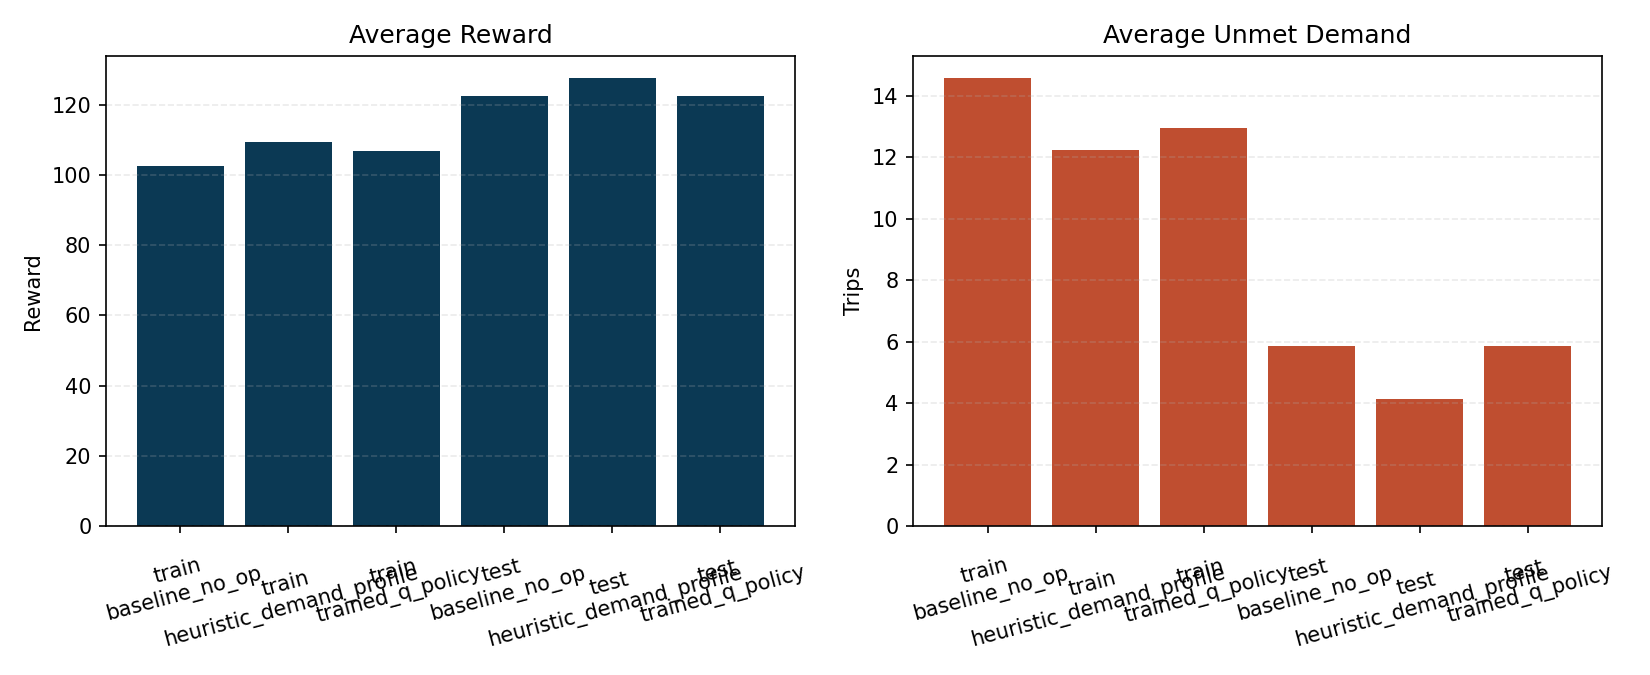 Average Reward
Reward
120
100
80
60
40
20
0
train
baseline_no_op
train
heuristic_demand_profile
train
trained_q_policy
test
baseline_no_op
test
heuristic_demand_profile
test
trained_q_policy
Average Unmet Demand
Trips
14
12
10
8
6
4
2
0
train
baseline_no_op
train
heuristic_demand_profile
train
trained_q_policy
test
baseline_no_op
test
heuristic_demand_profile
test
trained_q_policy